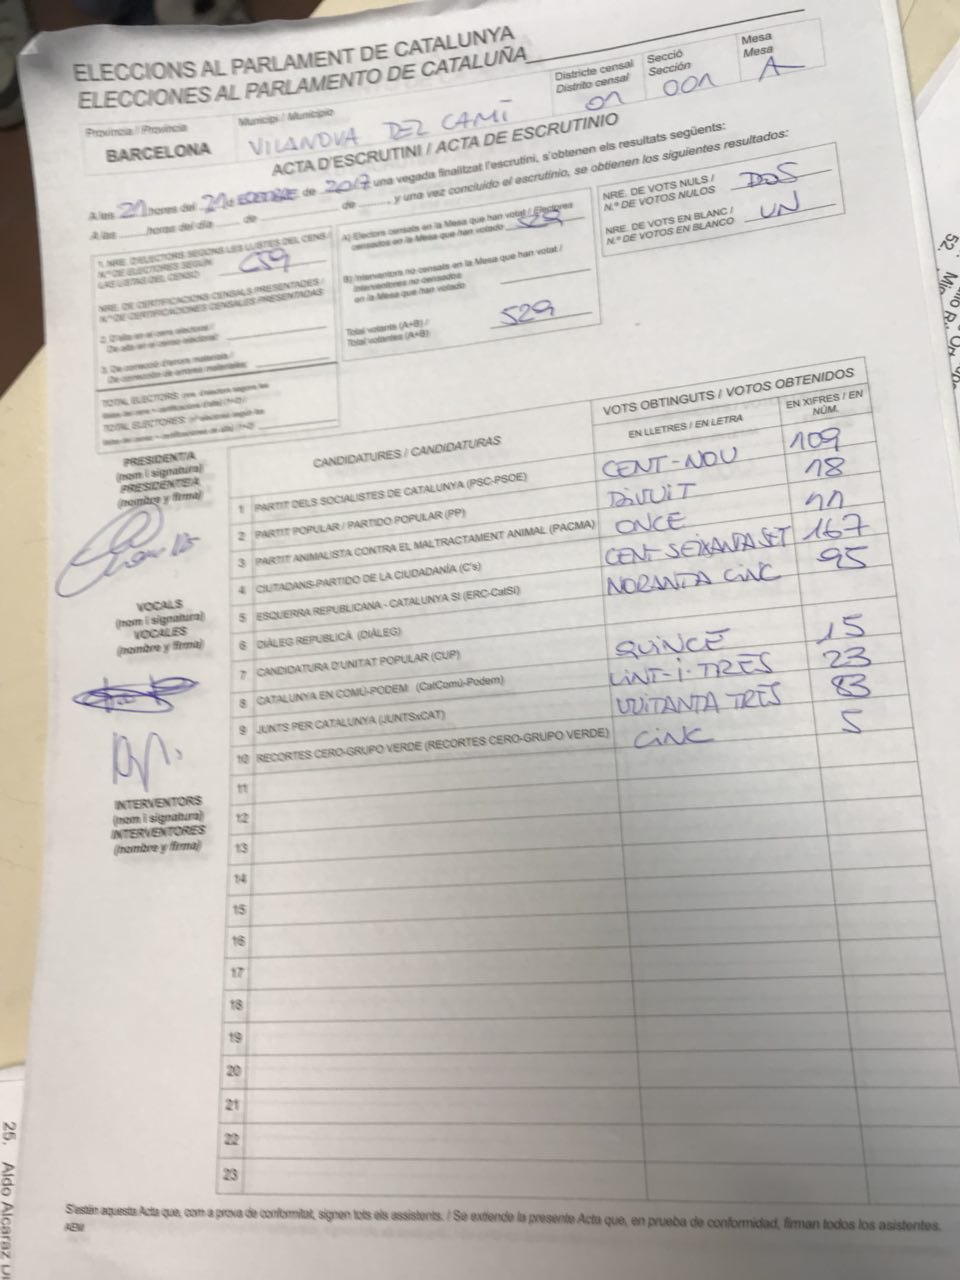 ELECCIONS AL PARLAMENT DE CATALUNYA
ELECCIONES AL PARLAMENTO DE CATALUÑA
Província / Provincia
BARCELONA
Municipi / Municipio
VILANOVA DEL CAMÍ
Districte censal
Distrito censal
01
Secció
Sección
001
Mesa
Mesa
A
ACTA D'ESCRUTINI / ACTA DE ESCRUTINIO
A les 21 hores del 21 d de 2017 una vegada finalitzat l'escrutini, s'obtenen els resultats següents:
A las horas del día de de , y una vez concluido el escrutinio, se obtienen los siguientes resultados:
1. NRE. D'ELECTORS SEGONS LES LLISTES DEL CENS /
N.º DE ELECTORES SEGÚN
LAS LISTAS DEL CENSO
659
NRE. DE CERTIFICACIONS CENSALS PRESENTADES /
N.º DE CERTIFICACIONES CENSALES PRESENTADAS:
2. D'alta en el cens electoral /
De alta en el censo electoral:
3. De correcció d'errors materials /
De corrección de errores materiales:
TOTAL ELECTORS:
TOTAL ELECTORES:
A) Electors censats en la Mesa que han votat / Electores
censados en la Mesa que han votado
529
B) Interventors no censats en la Mesa que han votat /
Interventores no censados
en la Mesa que han votado
Total votants (A+B) /
Total votantes (A+B)
529
NRE. DE VOTS NULS /
N.º DE VOTOS NULOS
DOS
NRE. DE VOTS EN BLANC /
N.º DE VOTOS EN BLANCO
UN
CANDIDATURES / CANDIDATURAS
VOTS OBTINGUTS / VOTOS OBTENIDOS
EN LLETRES / EN LETRA
EN XIFRES / EN NÚM.
1 PARTIT DELS SOCIALISTES DE CATALUNYA (PSC-PSOE) CENT-NOU 109
2 PARTIT POPULAR / PARTIDO POPULAR (PP) DIVUIT 18
3 PARTIT ANIMALISTA CONTRA EL MALTRACTAMENT ANIMAL (PACMA) ONCE 11
4 CIUTADANS-PARTIDO DE LA CIUDADANÍA (C's) CENT SEIXANASET 167
5 ESQUERRA REPUBLICANA - CATALUNYA SÍ (ERC-CatSí) NORANTA CINC 95
6 DIÀLEG REPUBLICÀ (DIÀLEG)
7 CANDIDATURA D'UNITAT POPULAR (CUP) QUINCE 15
8 CATALUNYA EN COMÚ-PODEM (CatComú-Podem) VINT-I-TRES 23
9 JUNTS PER CATALUNYA (JUNTSxCAT) VUITANTA TRES 83
10 RECORTES CERO-GRUPO VERDE (RECORTES CERO-GRUPO VERDE) CINC 5
11
12
13
14
15
16
17
18
19
20
21
22
23
PRESIDENT/A
(nom i signatura)
PRESIDENTE/A
(nombre y firma)
VOCALS
(nom i signatura)
VOCALES
(nombre y firma)
INTERVENTORS
(nom i signatura)
INTERVENTORES
(nombre y firma)
S'estén aquesta Acta que, com a prova de conformitat, signen tots els assistents. / Se extiende la presente Acta que, en prueba de conformidad, firman todos los asistentes.
25. Aldo Alcaraz
52.